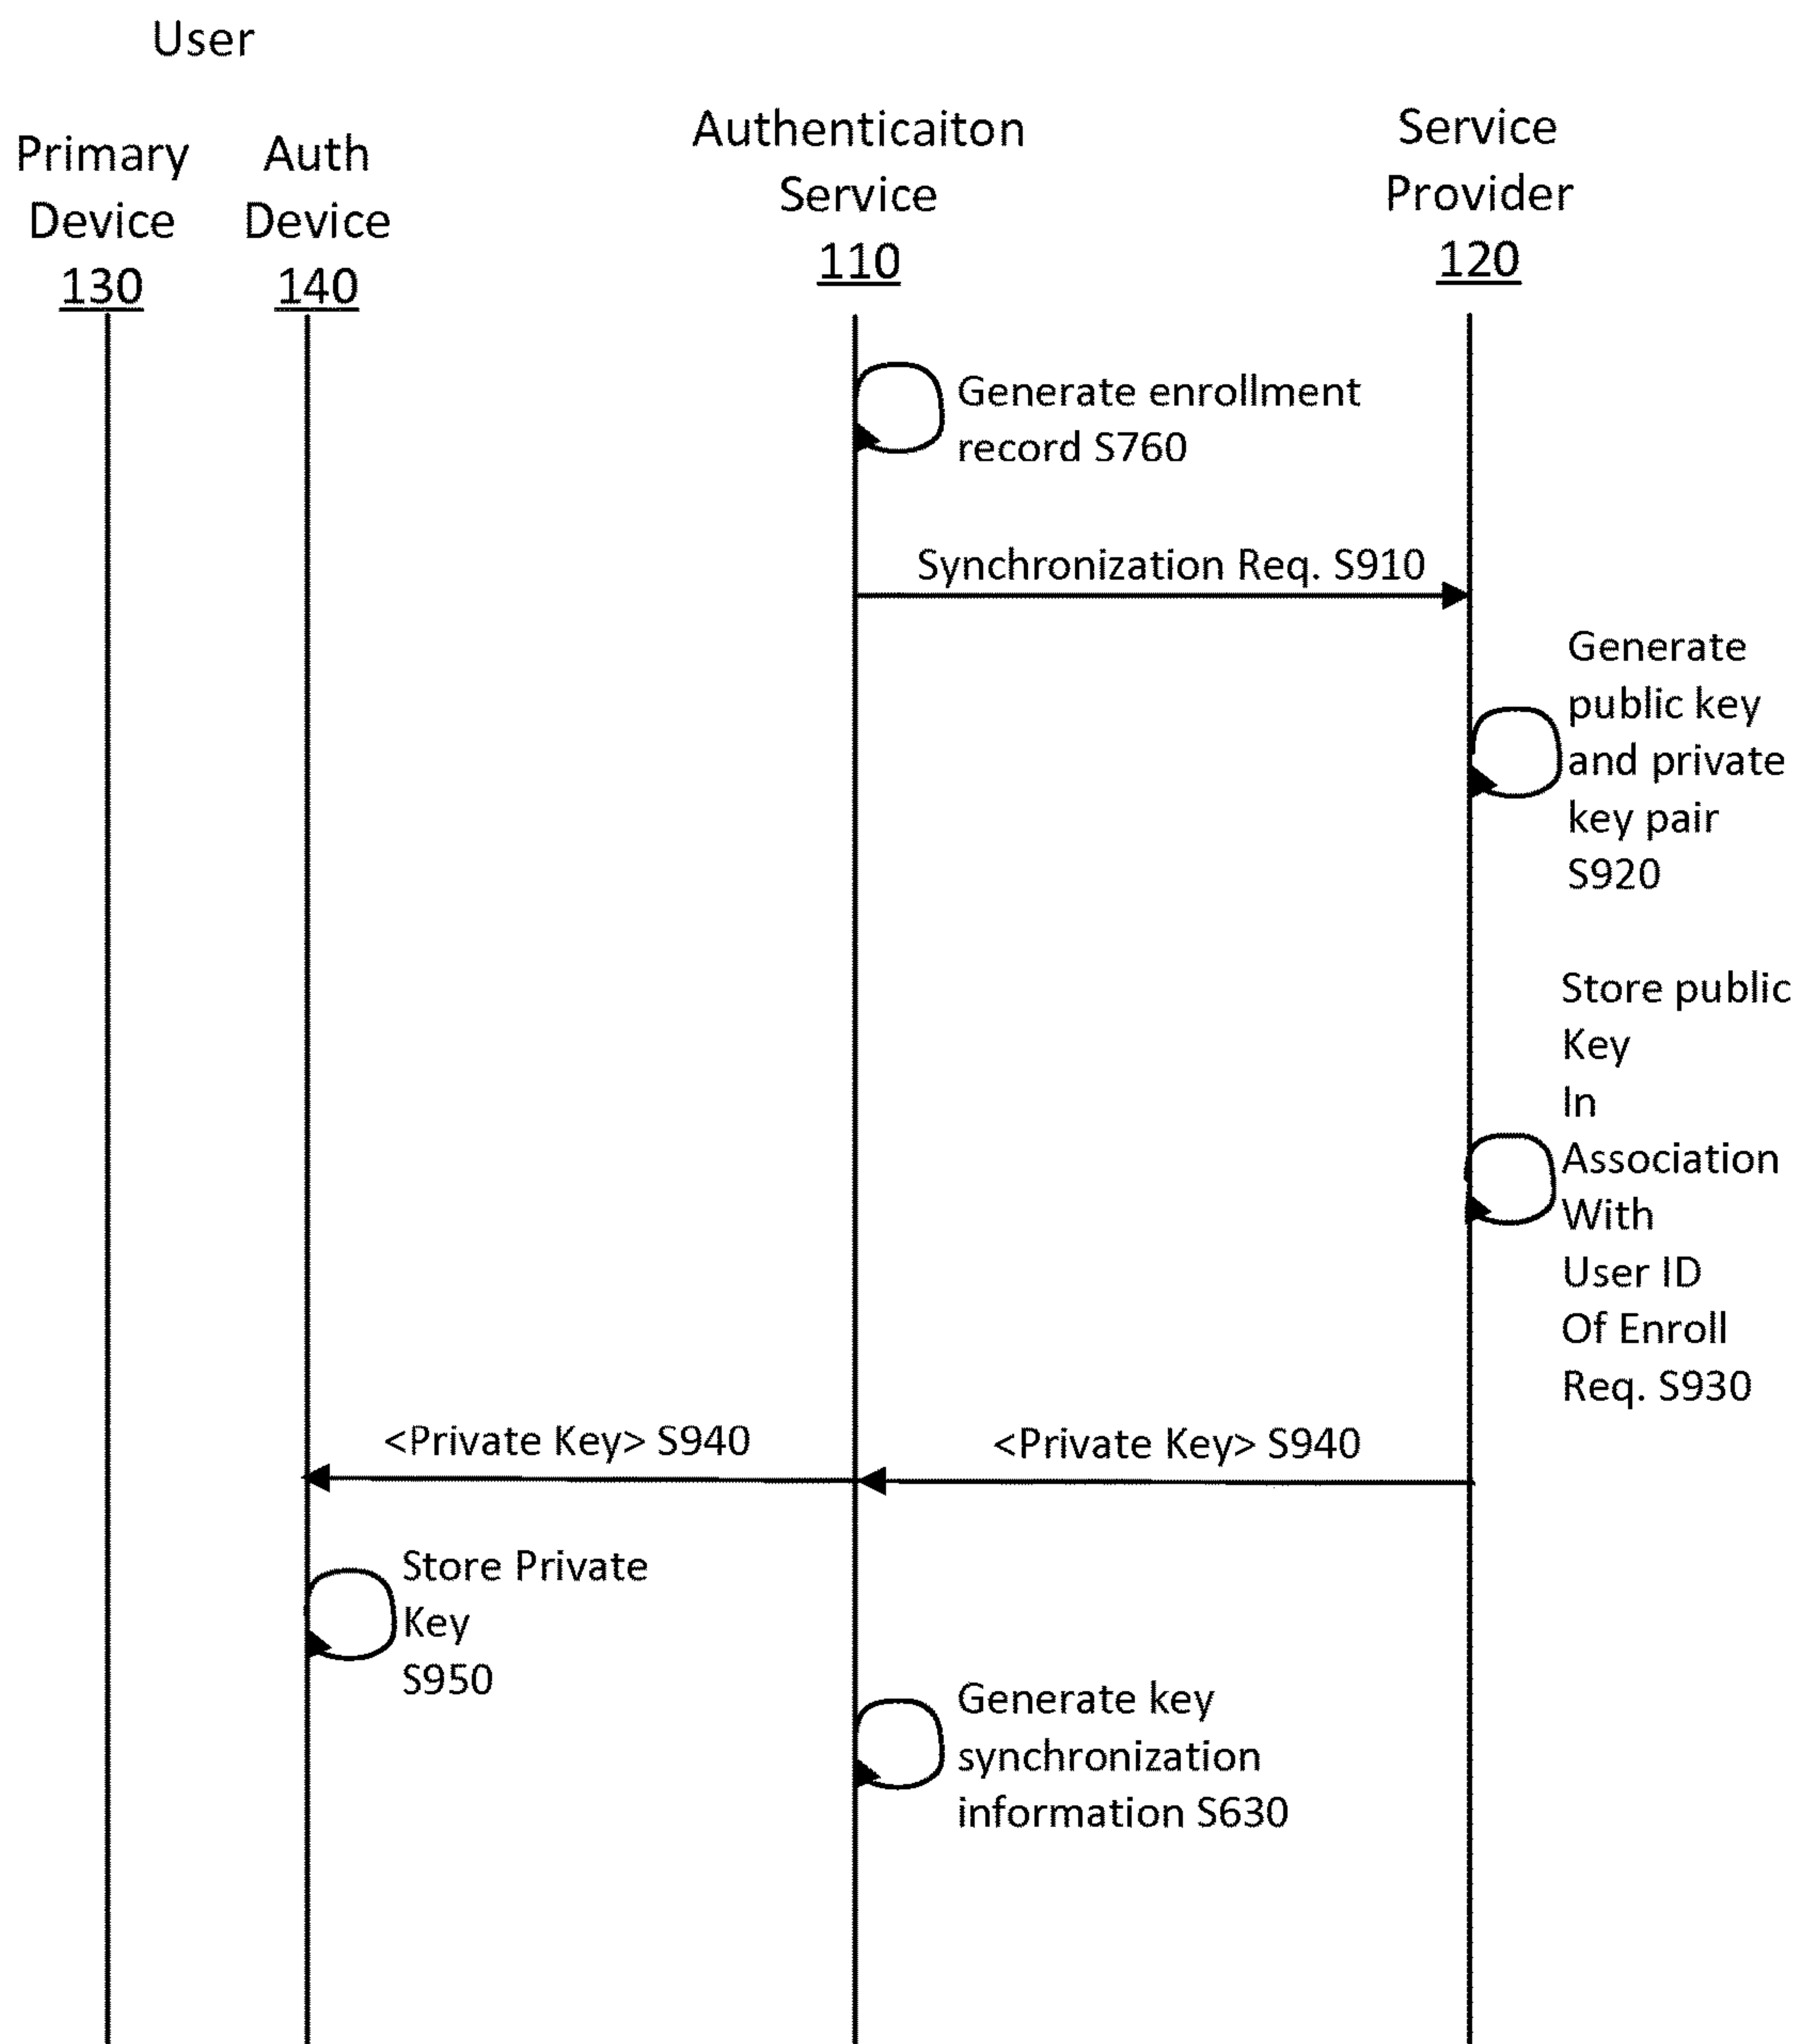 User
Primary
Device
130
Auth
Device
140
Authenticaiton
Service
110
Service
Provider
120
Generate enrollment
record S760
Synchronization Req. S910
Generate
public key
and private
key pair
S920
Store public
Key
In
Association
With
User ID
Of Enroll
Req. S930
<Private Key> S940
<Private Key> S940
Store Private
Key
S950
Generate key
synchronization
information S630